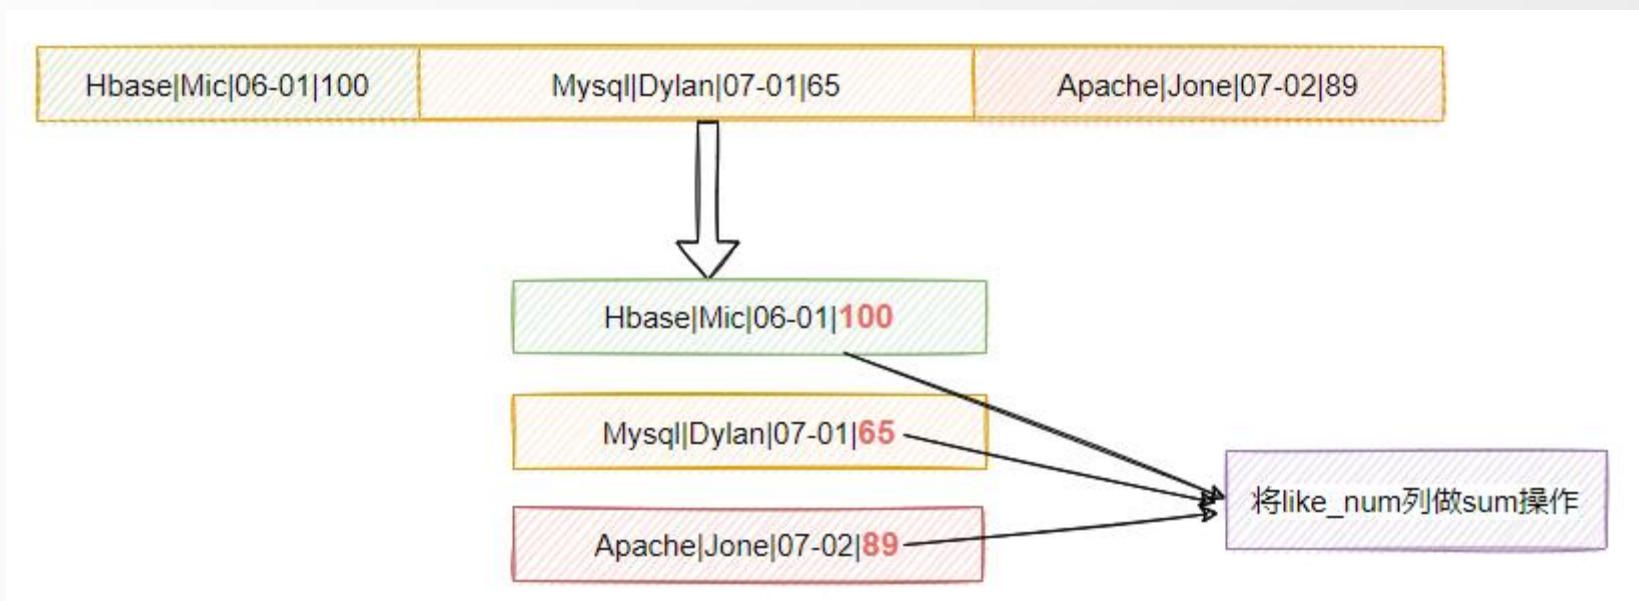 Hbase|Mic|06-01|100
Mysql|Dylan|07-01|65
Apache|Jone|07-02|89
Hbase|Mic|06-01|100
Mysql|Dylan|07-01|65
Apache|Jone|07-02|89
将like_num列做sum操作